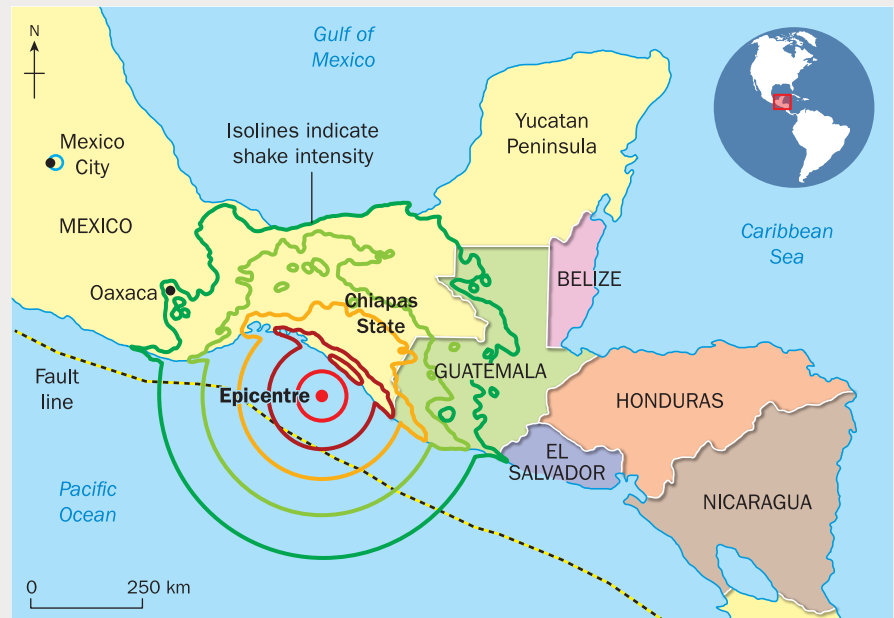 N
Gulf of
Mexico
Isolines indicate
shake intensity
Yucatan
Peninsula
Mexico
City
MEXICO
Caribbean
Sea
BELIZE
Oaxaca
Chiapas
State
Fault
line
Epicentre
GUATEMALA
HONDURAS
EL
SALVADOR
NICARAGUA
Pacific
Ocean
0 250 km